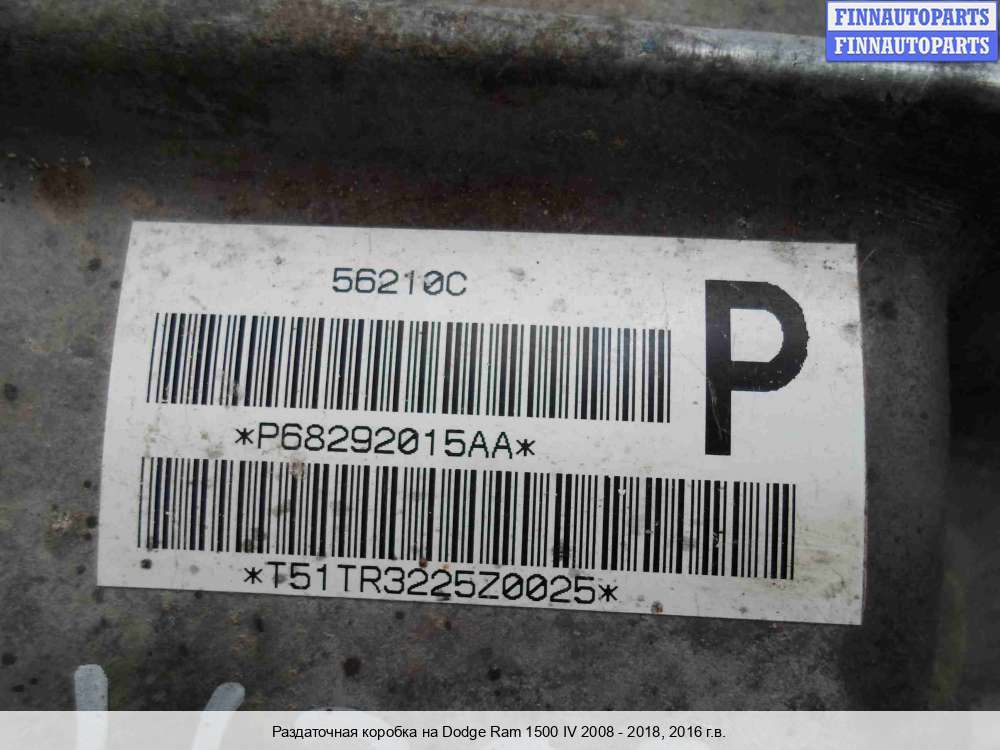 FINNAUTOPARTS
FINNAUTOPARTS
56210C
P
*P68292015AA*
*T51TR3225Z0025*
Раздаточная коробка на Dodge Ram 1500 IV 2008 - 2018, 2016 г.в.